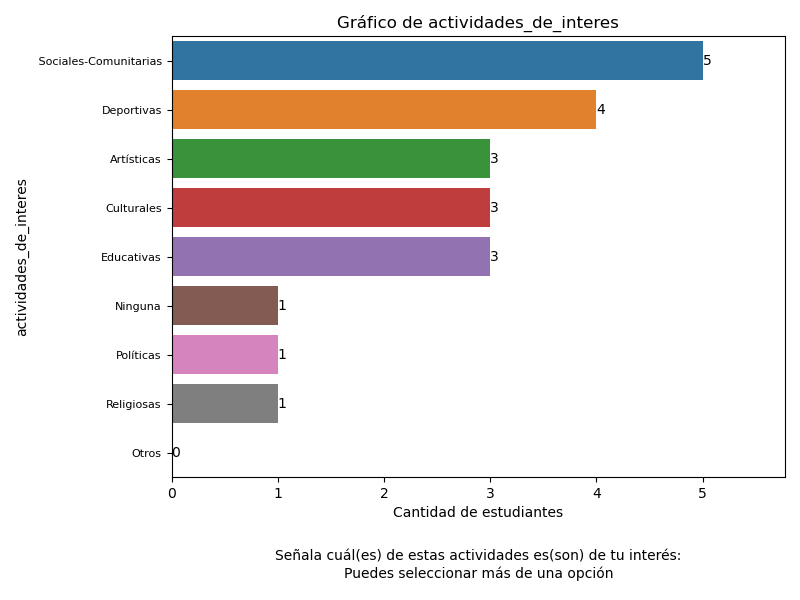 Gráfico de actividades_de_interes
Sociales-Comunitarias
5
Deportivas
4
Artísticas
3
Culturales
3
Educativas
3
Ninguna
1
Políticas
1
Religiosas
1
Otros
0
actividades_de_interes
0 1 2 3 4 5
Cantidad de estudiantes
Señala cuál(es) de estas actividades es(son) de tu interés:
Puedes seleccionar más de una opción